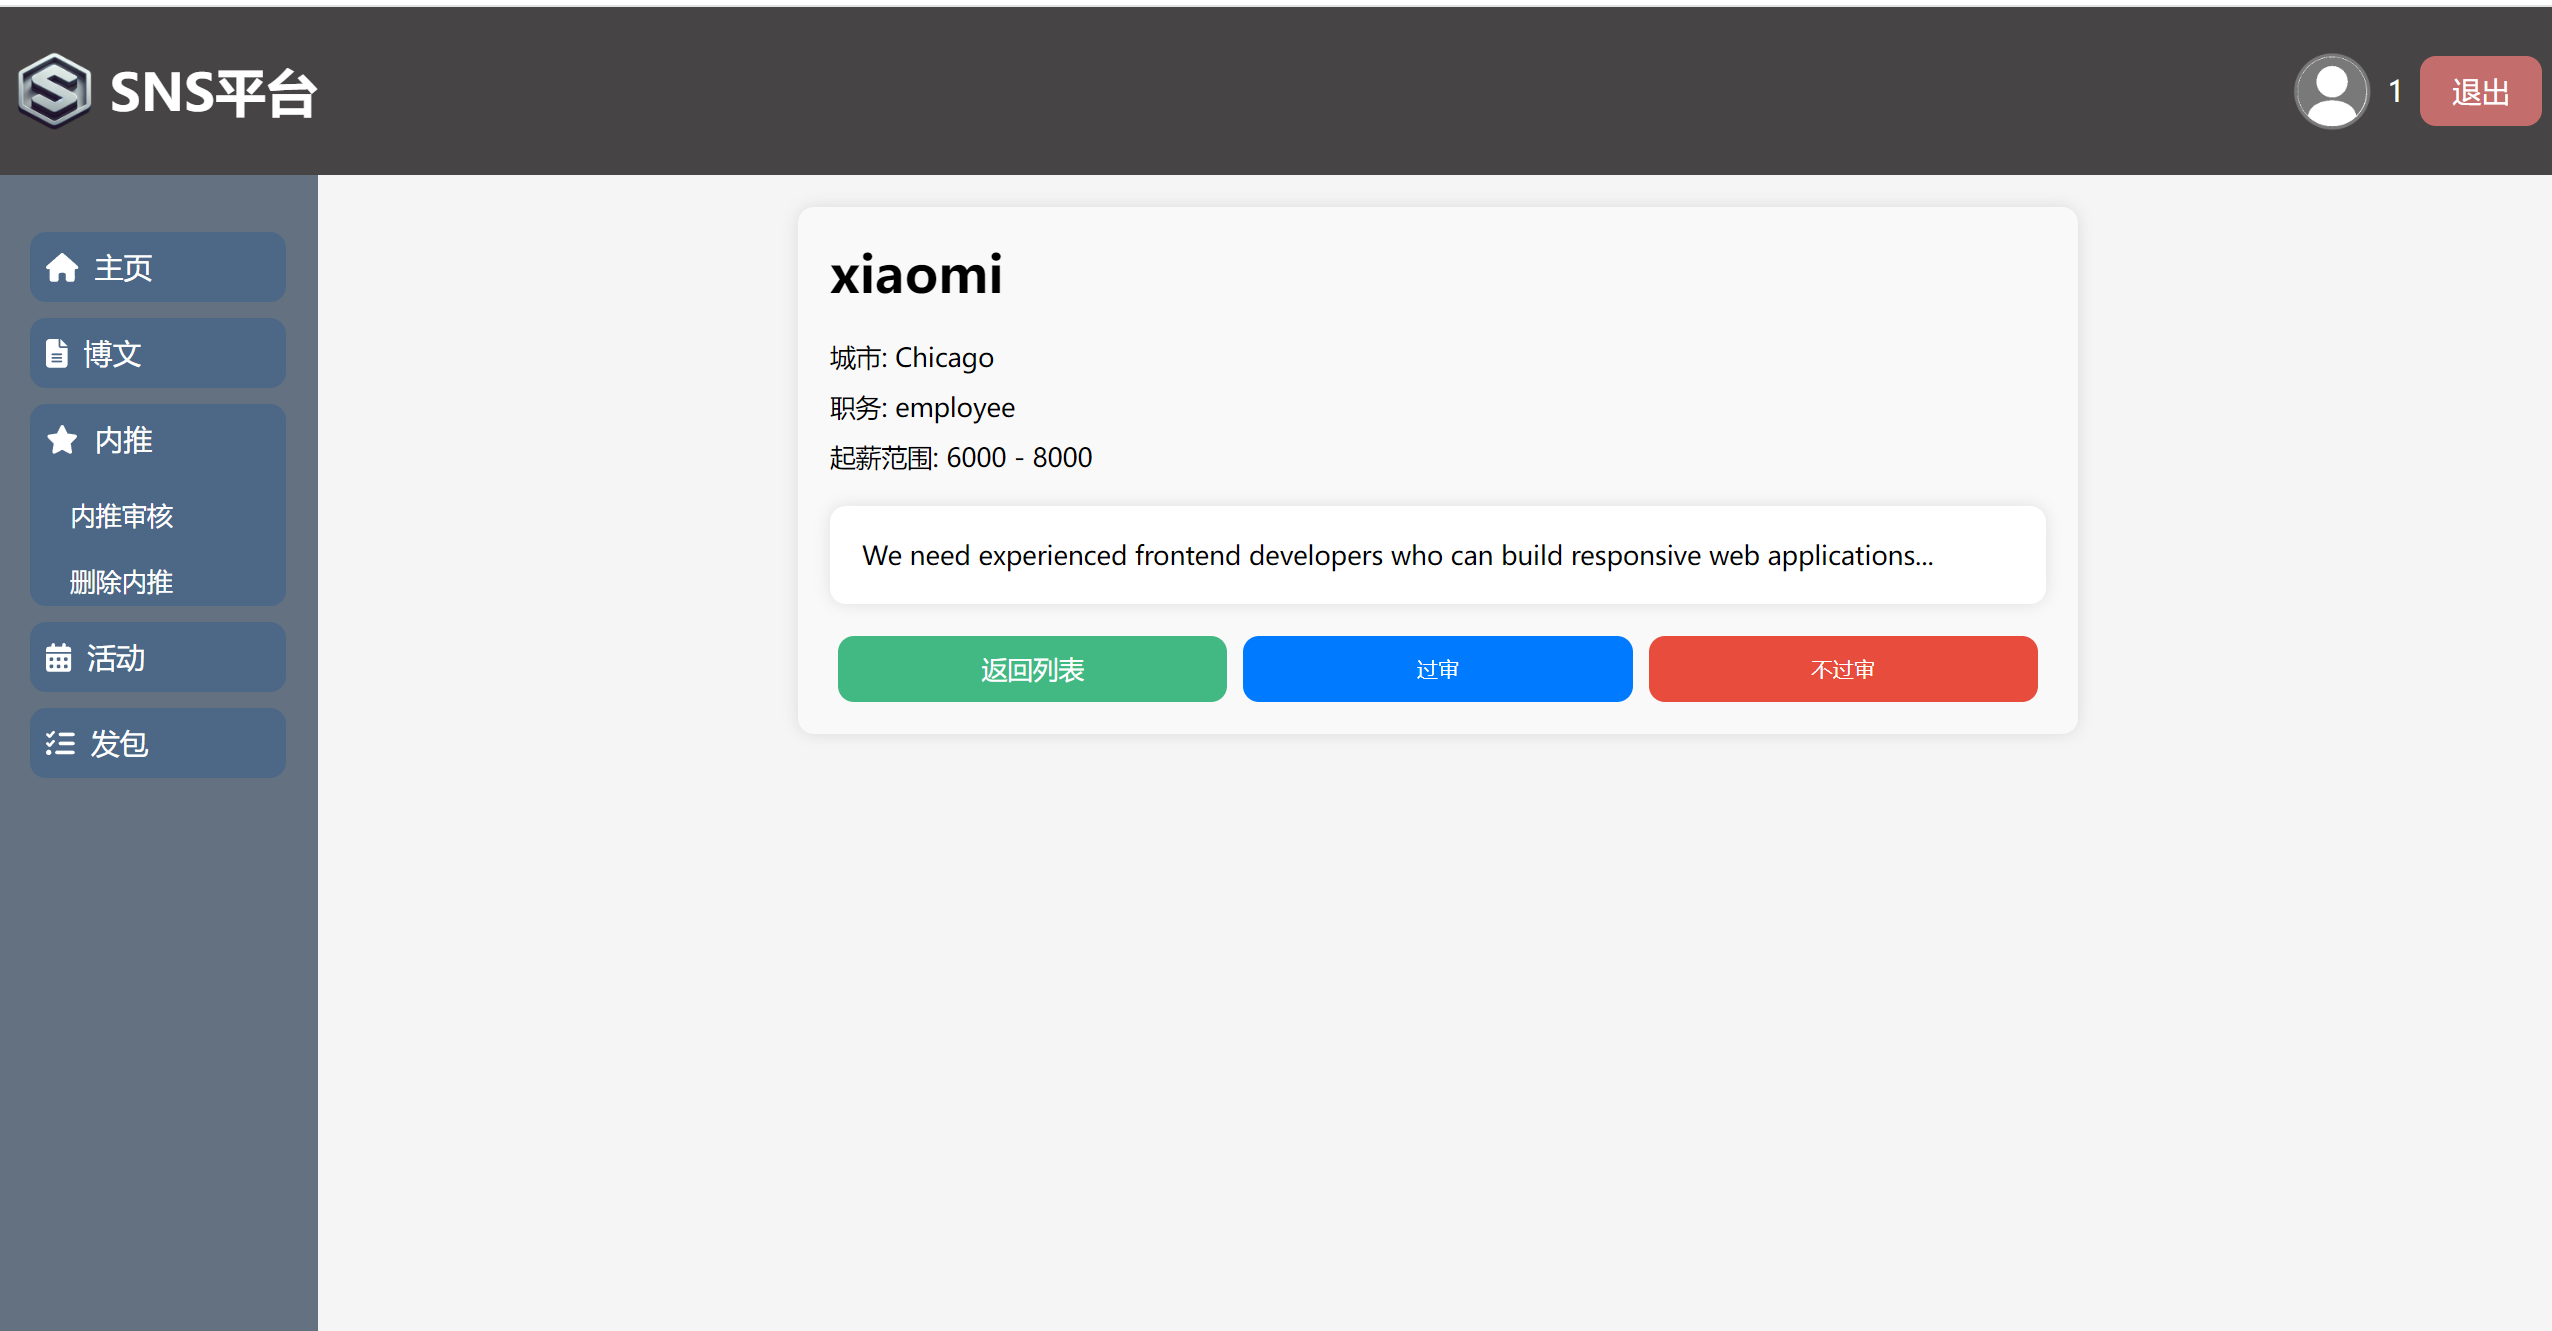 SNS平台
1
退出
主页
博文
内推
内推审核
删除内推
活动
发包
xiaomi
城市: Chicago
职务: employee
起薪范围: 6000 - 8000
We need experienced frontend developers who can build responsive web applications...
返回列表
过审
不过审